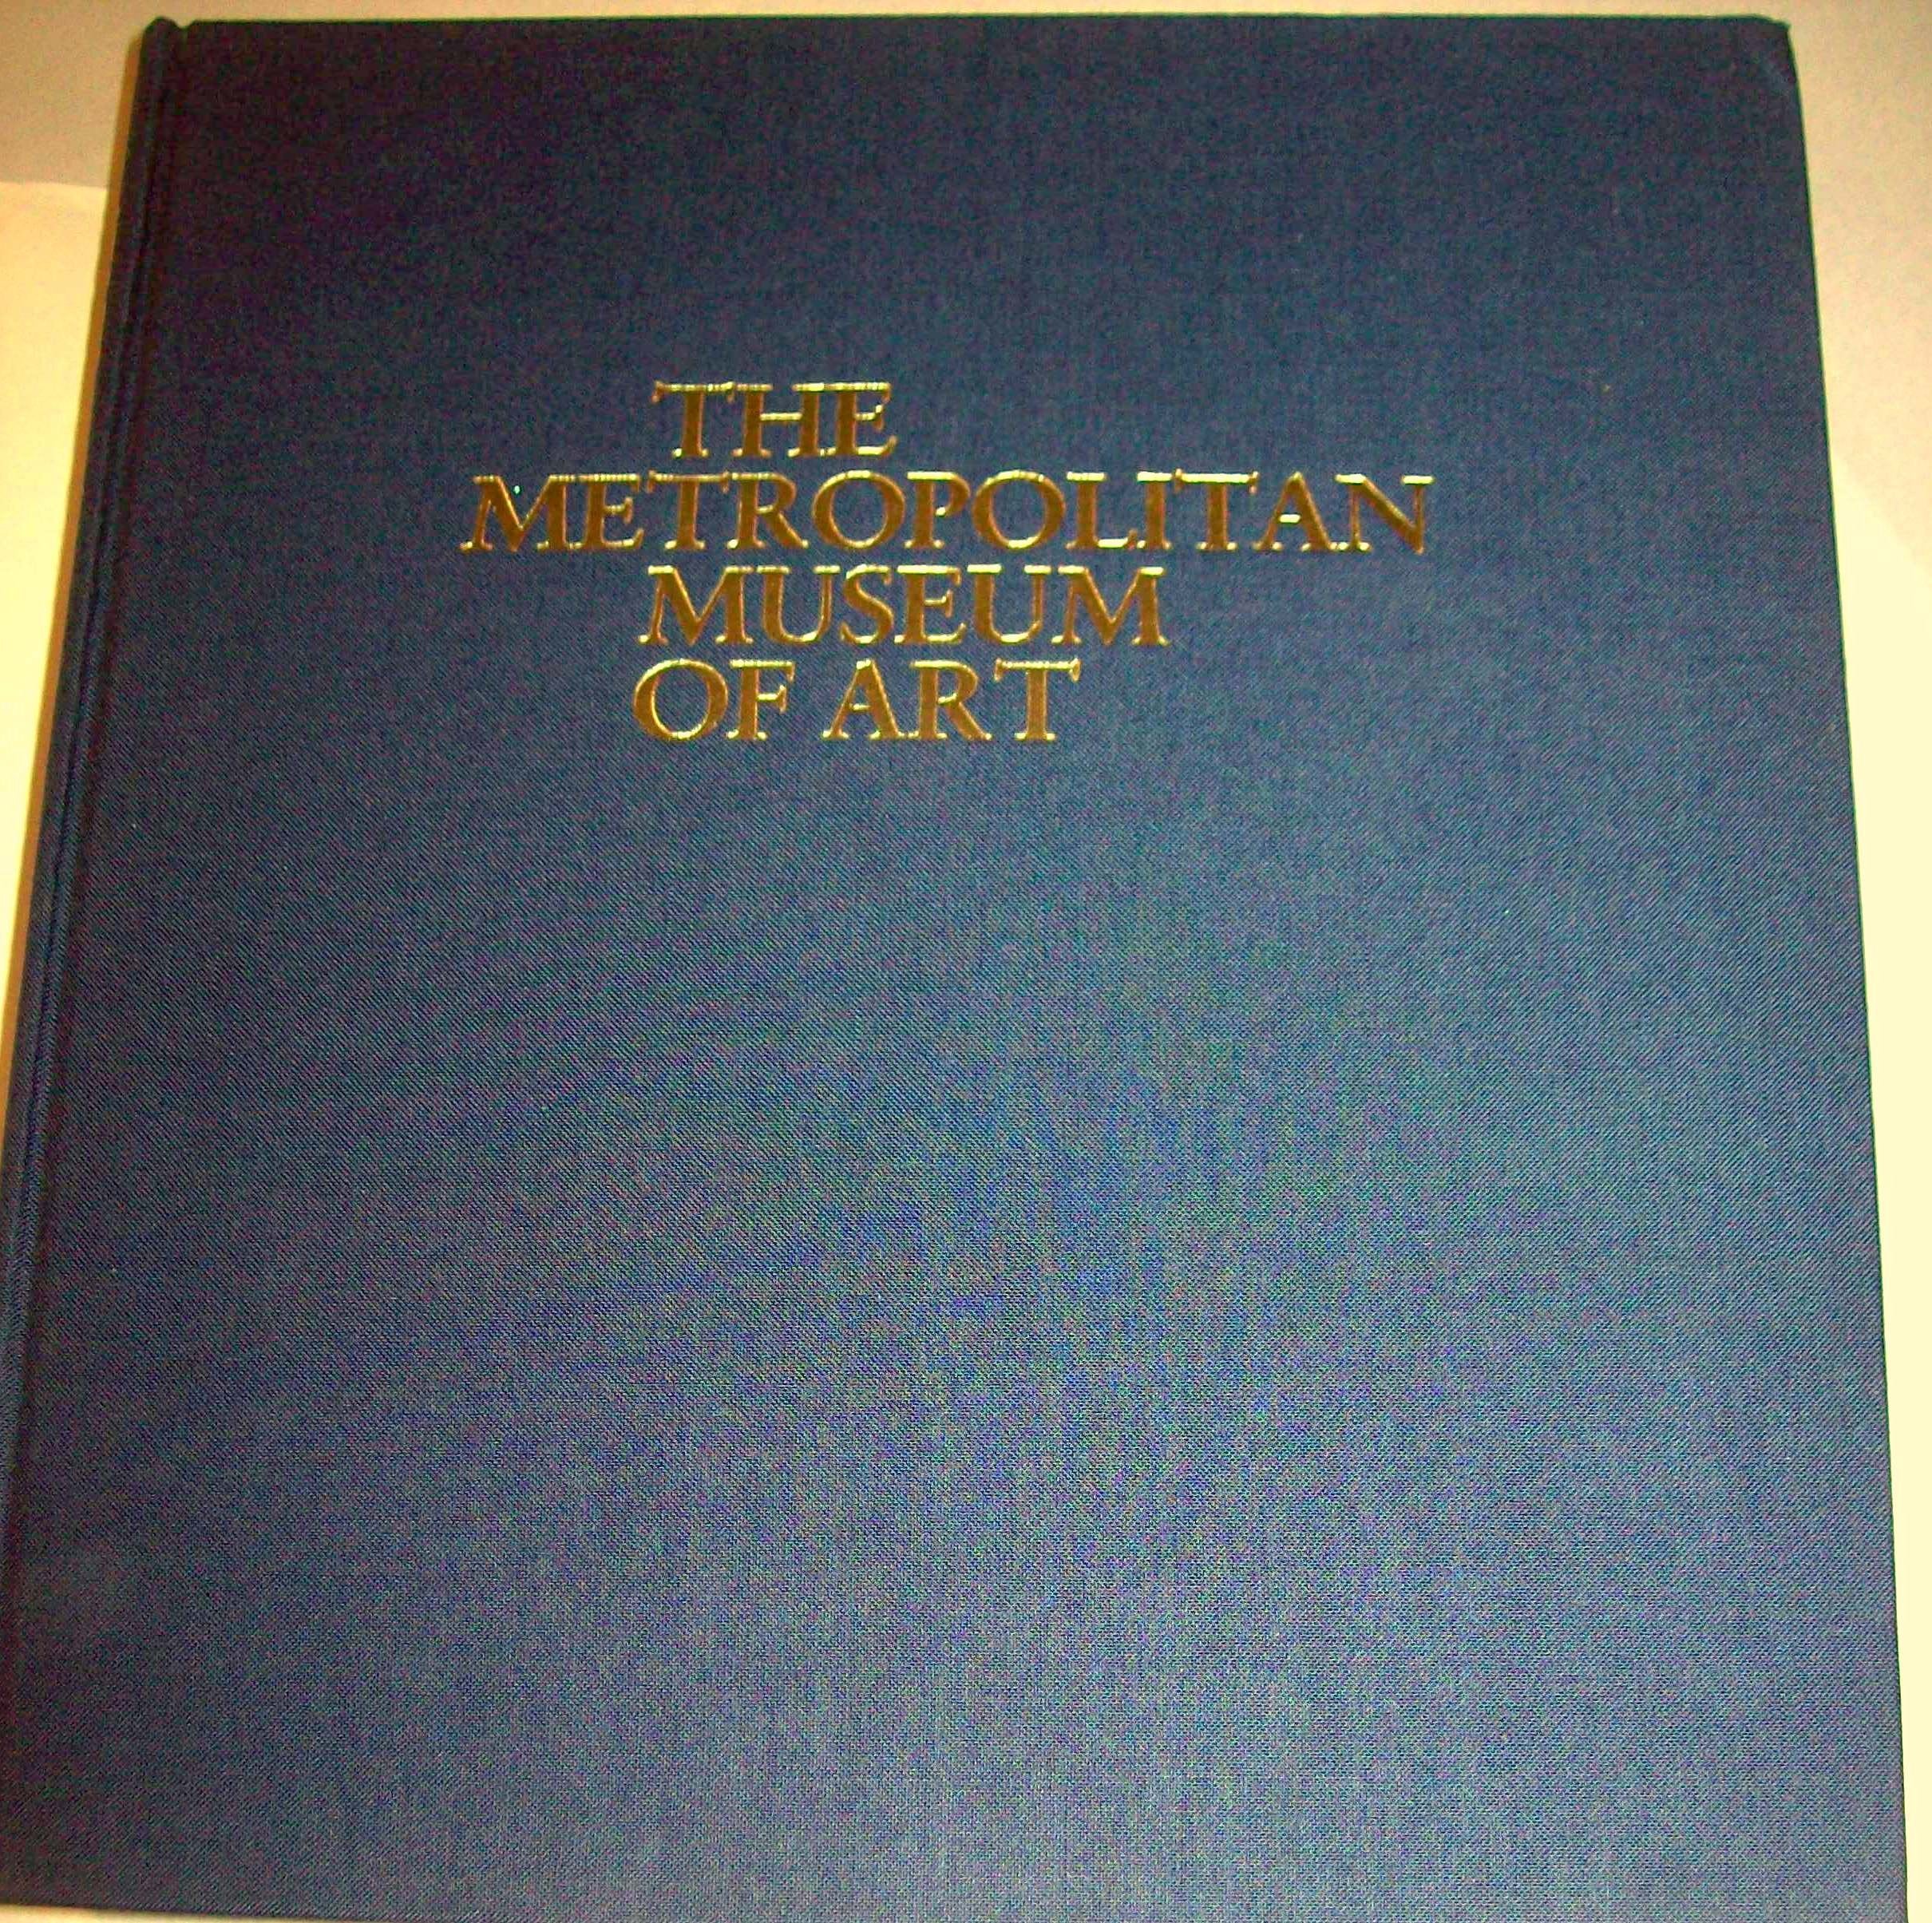 THE
METROPOLITAN
MUSEUM
OF ART